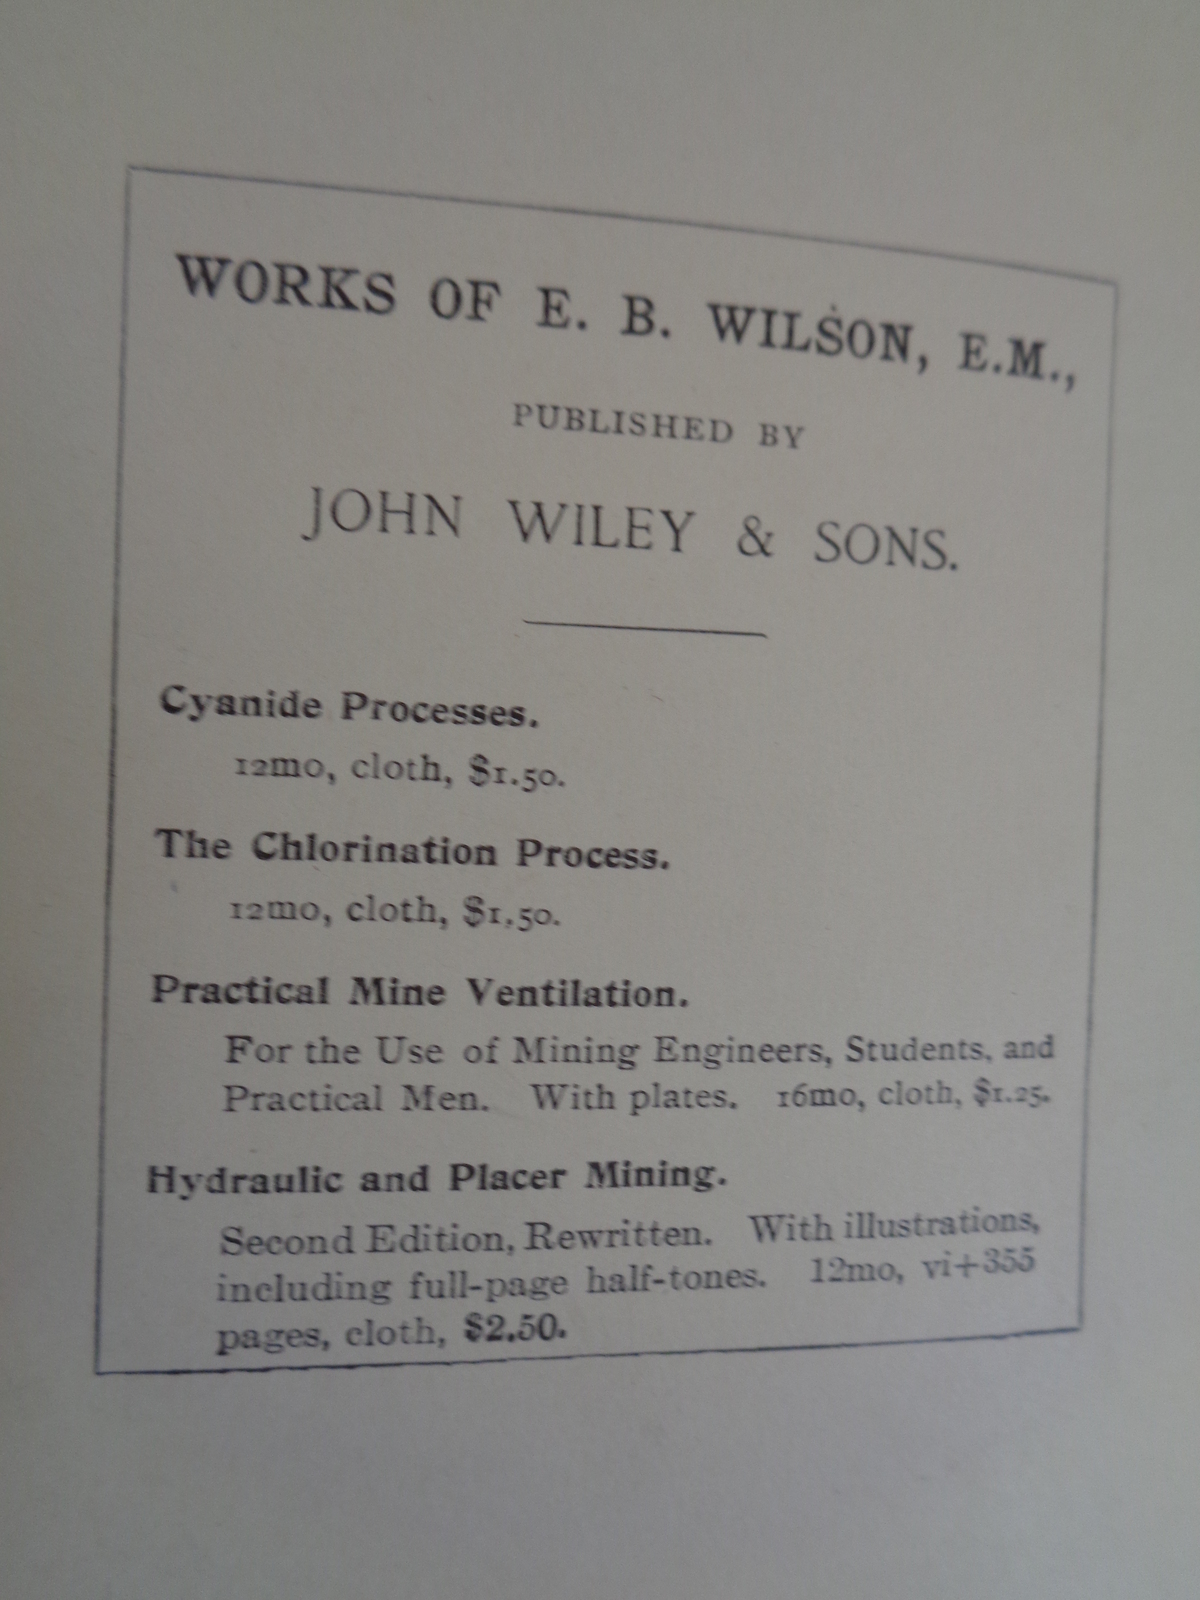 WORKS OF E. B. WILSON, E.M.,
PUBLISHED BY
JOHN WILEY & SONS.
Cyanide Processes.
12mo, cloth, $1.50.
The Chlorination Process.
12mo, cloth, $1.50.
Practical Mine Ventilation.
For the Use of Mining Engineers, Students, and
Practical Men. With plates. 16mo, cloth, $1.25.
Hydraulic and Placer Mining.
Second Edition, Rewritten. With illustrations,
including full-page half-tones. 12mo, vi+355
pages, cloth, $2.50.